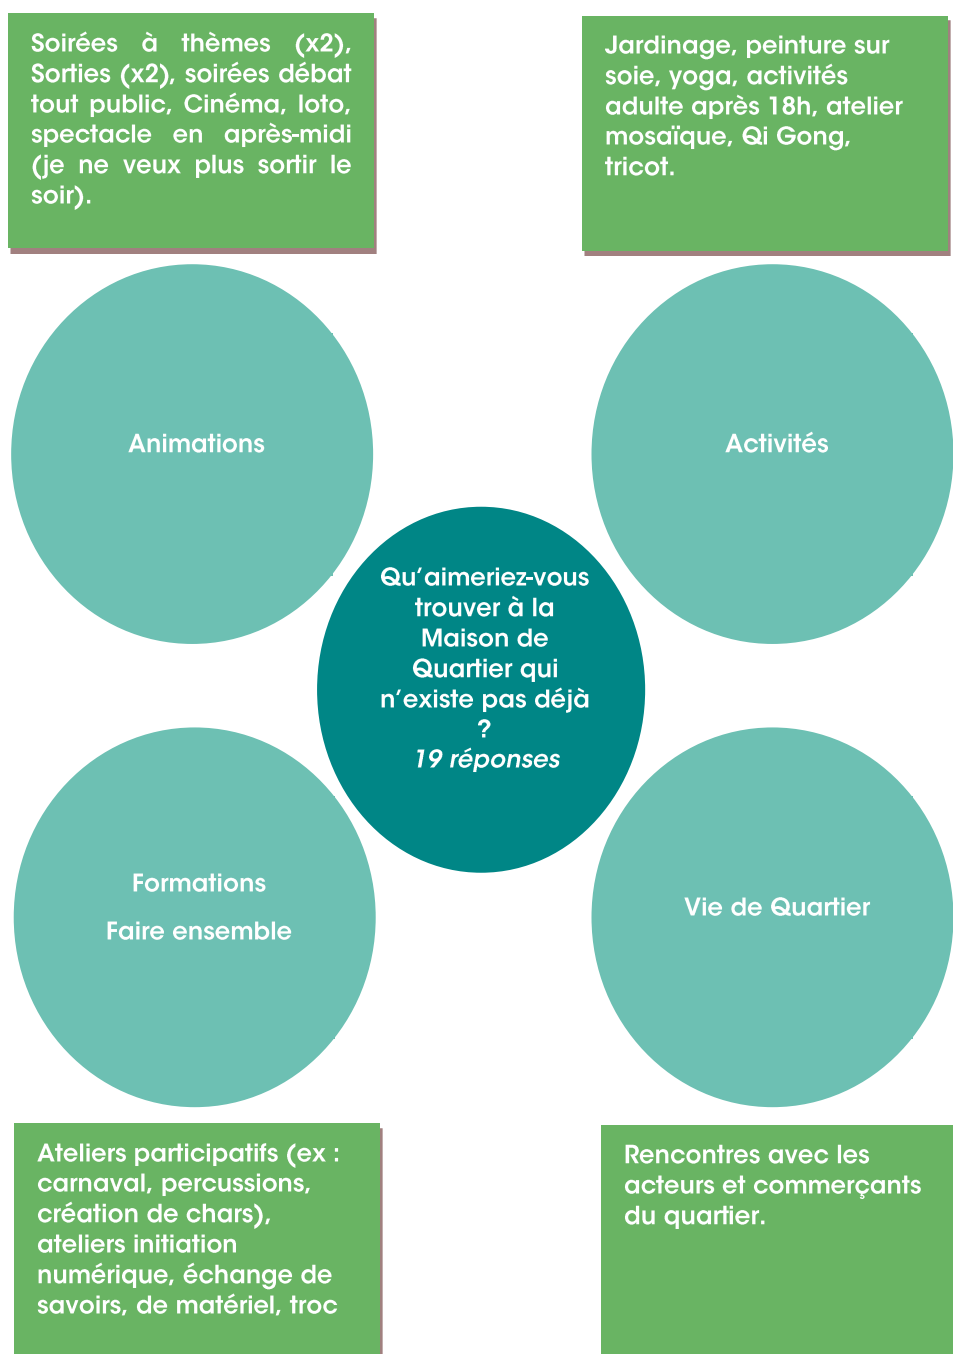 Soirées à thèmes (x2),
Sorties (x2), soirées débat
tout public, Cinéma, loto,
spectacle en après-midi
(je ne veux plus sortir le
soir).
Jardinage, peinture sur
soie, yoga, activités
adulte après 18h, atelier
mosaïque, Qi Gong,
tricot.
Animations
Activités
Qu'aimeriez-vous
trouver à la
Maison de
Quartier qui
n'existe pas déjà
?
19 réponses
Formations
Faire ensemble
Vie de Quartier
Ateliers participatifs (ex :
carnaval, percussions,
création de chars),
ateliers initiation
numérique, échange de
savoirs, de matériel, troc
Rencontres avec les
acteurs et commerçants
du quartier.